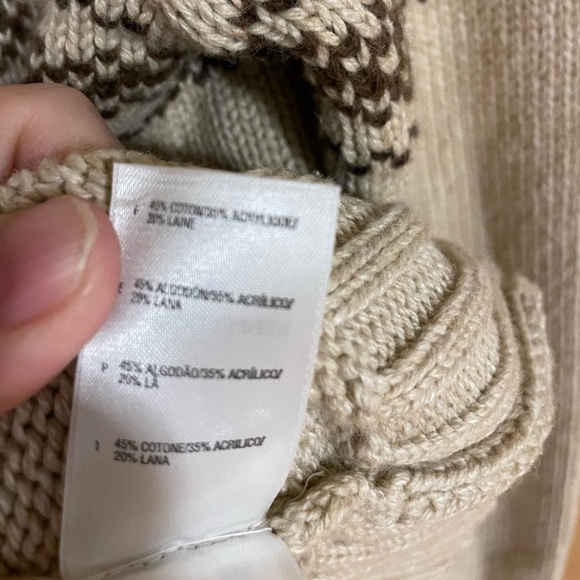 F 45% COTON/35% ACRYLIQUE/
20% LAINE
E 45% ALGODÓN/35% ACRÍLICO/
20% LANA
P 45% ALGODÃO/35% ACRÍLICO/
20% LÃ
I 45% COTONE/35% ACRILICO/
20% LANA